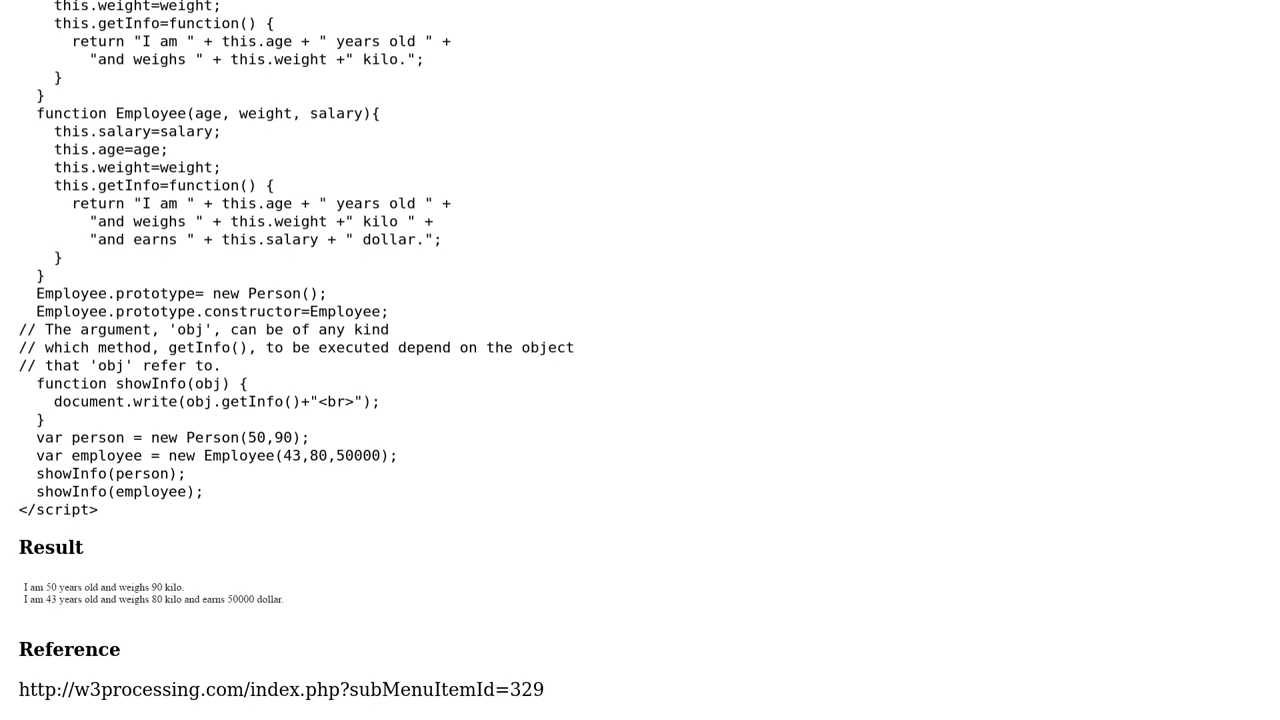 this.weight=weight;
    this.getInfo=function() {
      return "I am " + this.age + " years old " +
        "and weighs " + this.weight +" kilo.";
    }
  }
  function Employee(age, weight, salary){
    this.salary=salary;
    this.age=age;
    this.weight=weight;
    this.getInfo=function() {
      return "I am " + this.age + " years old " +
        "and weighs " + this.weight +" kilo " +
        "and earns " + this.salary + " dollar.";
    }
  }
  Employee.prototype= new Person();
  Employee.prototype.constructor=Employee;
// The argument, 'obj', can be of any kind
// which method, getInfo(), to be executed depend on the object
// that 'obj' refer to.
  function showInfo(obj) {
    document.write(obj.getInfo()+"<br>");
  }
  var person = new Person(50,90);
  var employee = new Employee(43,80,50000);
  showInfo(person);
  showInfo(employee);
</script>
Result
I am 50 years old and weighs 90 kilo.
I am 43 years old and weighs 80 kilo and earns 50000 dollar.
Reference
http://w3processing.com/index.php?subMenuItemId=329